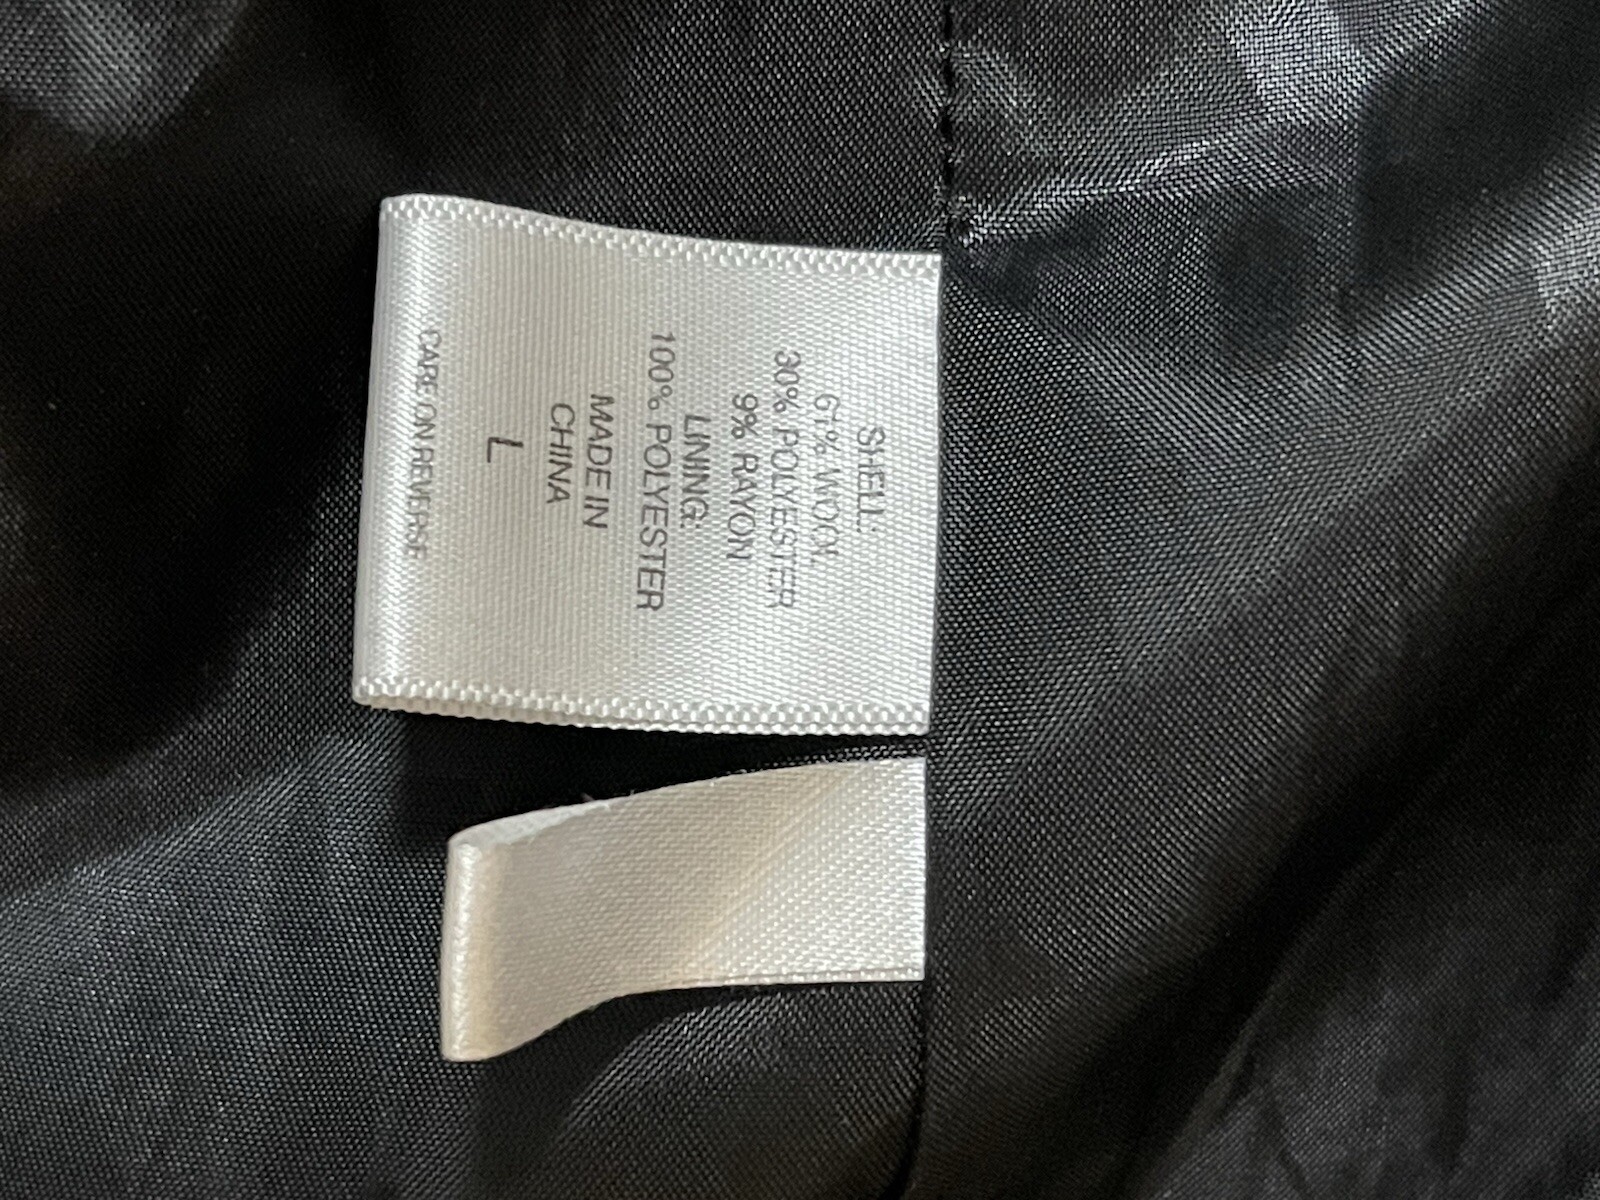 SHELL:
61% WOOL
30% POLYESTER
9% RAYON
LINING:
100% POLYESTER
MADE IN
CHINA
L
CARE ON REVERSE